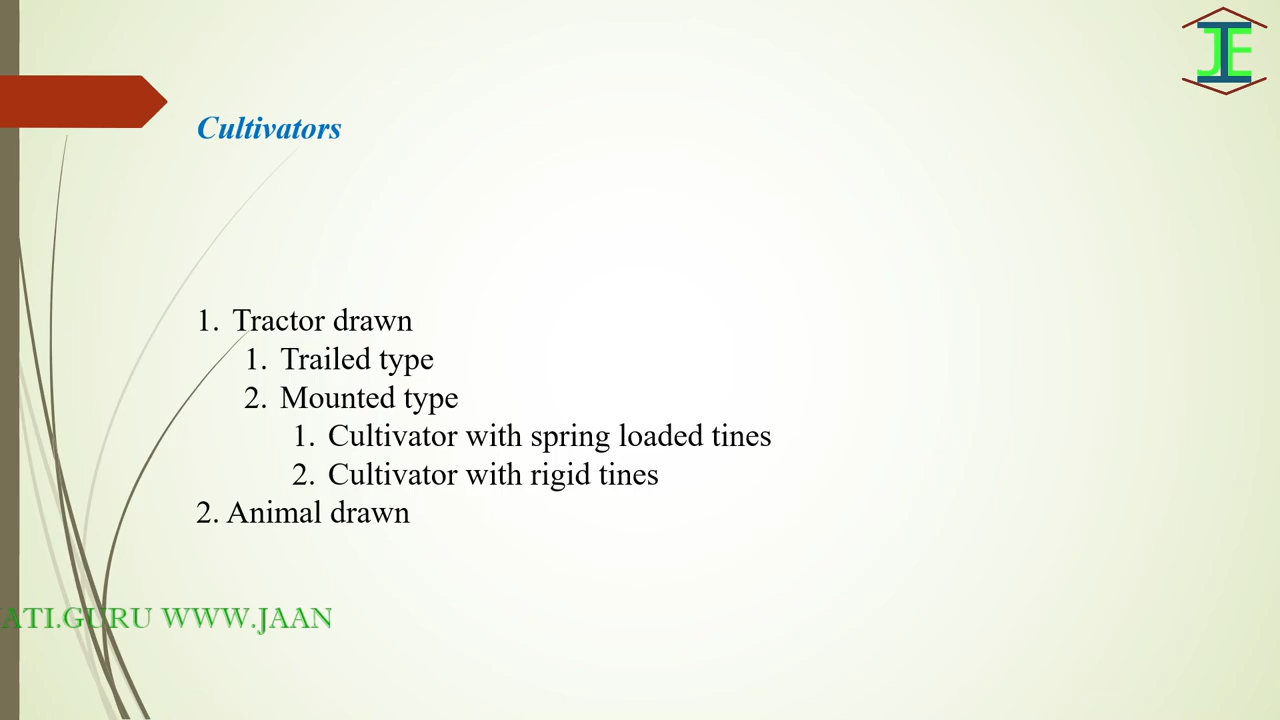 JE
Cultivators
1. Tractor drawn
1. Trailed type
2. Mounted type
1. Cultivator with spring loaded tines
2. Cultivator with rigid tines
2. Animal drawn
ATI.GURU WWW.JAAN